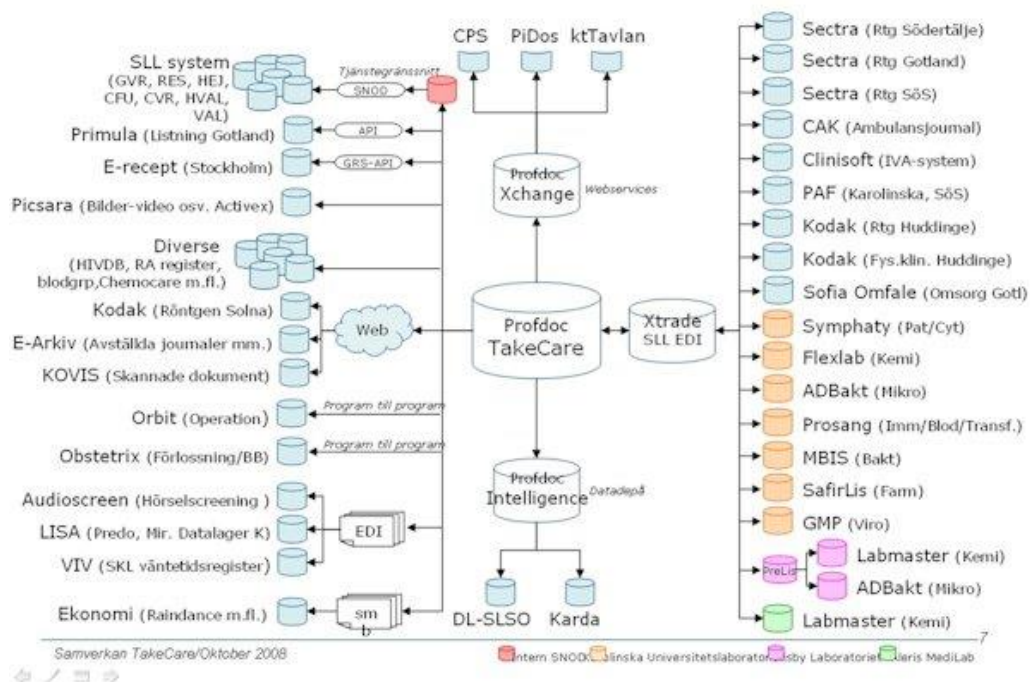 CPS
PiDos
ktTavlan
SLL system
(GVR, RES, HEJ,
CFU, CVR, HVAL,
VAL)
Tjänstegränssnitt
SNOD
Primula (Listning Gotland)
API
E-recept (Stockholm)
GRS-API
Picsara (Bilder-video osv. Activex)
Diverse
(HIVDB, RA register,
blodgrp,Chemocare m.fl.)
Kodak (Röntgen Solna)
E-Arkiv (Avställda journaler mm.)
KOVIS (Skannade dokument)
Web
Orbit (Operation)
Program till program
Obstetrix (Förlossning/BB)
Program till program
Audioscreen (Hörselscreening )
LISA (Predo, Mir. Datalager K)
VIV (SKL väntetidsregister)
EDI
Ekonomi (Raindance m.fl.)
sm
b
Profdoc
Xchange
Webservices
Profdoc
TakeCare
Xtrade
SLL EDI
Profdoc
Intelligence
Datadepå
DL-SLSO
Karda
Sectra (Rtg Södertälje)
Sectra (Rtg Gotland)
Sectra (Rtg SöS)
CAK (Ambulansjournal)
Clinisoft (IVA-system)
PAF (Karolinska, SöS)
Kodak (Rtg Huddinge)
Kodak (Fys.klin. Huddinge)
Sofia Omfale (Omsorg Gotl)
Symphaty (Pat/Cyt)
Flexlab (Kemi)
ADBakt (Mikro)
Prosang (Imm/Blod/Transf.)
MBIS (Bakt)
SafirLis (Farm)
GMP (Viro)
PreLis
Labmaster (Kemi)
ADBakt (Mikro)
Labmaster (Kemi)
7
Samverkan TakeCare/Oktober 2008
Intern SNOD
Universitetslaborator
MediLab